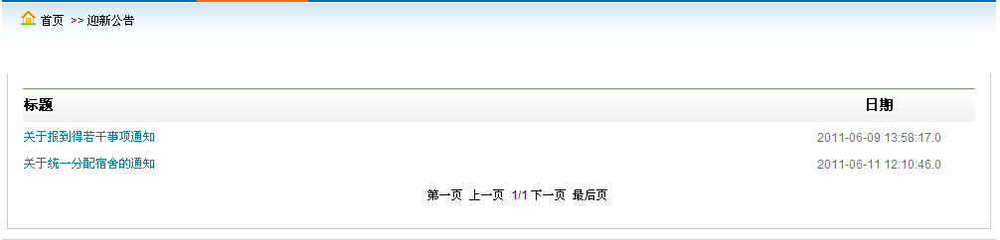 首页 >> 迎新公告
标题 日期
关于报到得若干事项通知 2011-06-09 13:58:17.0
关于统一分配宿舍的通知 2011-06-11 12:10:46.0
第一页 上一页 1/1 下一页 最后页